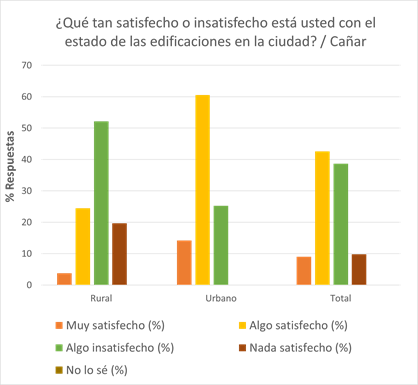 ¿Qué tan satisfecho o insatisfecho está usted con el
estado de las edificaciones en la ciudad? / Cañar
% Respuestas
70
60
50
40
30
20
10
0
Rural
Urbano
Total
Muy satisfecho (%)
Algo satisfecho (%)
Algo insatisfecho (%)
Nada satisfecho (%)
No lo sé (%)